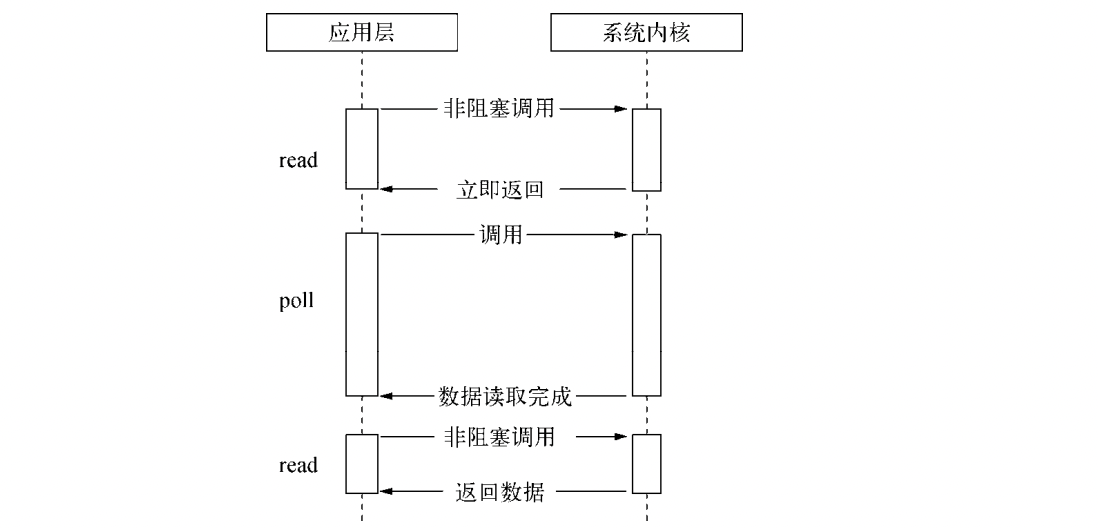 应用层
系统内核
非阻塞调用
read
立即返回
调用
poll
数据读取完成
非阻塞调用
read
返回数据